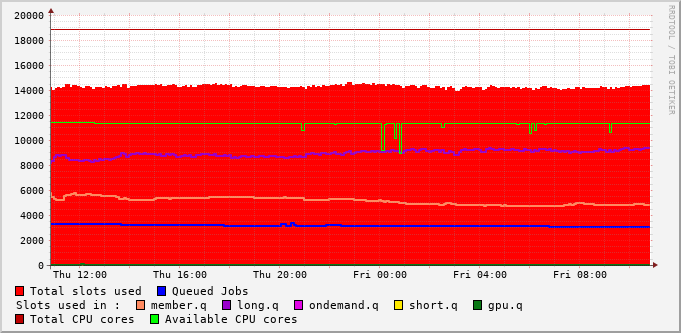 RRDTOOL / TOBI OETIKER
20000
18000
16000
14000
12000
10000
8000
6000
4000
2000
0
Thu 12:00 Thu 16:00 Thu 20:00 Fri 00:00 Fri 04:00 Fri 08:00
Total slots used Queued Jobs
Slots used in : member.q long.q ondemand.q short.q gpu.q
Total CPU cores Available CPU cores